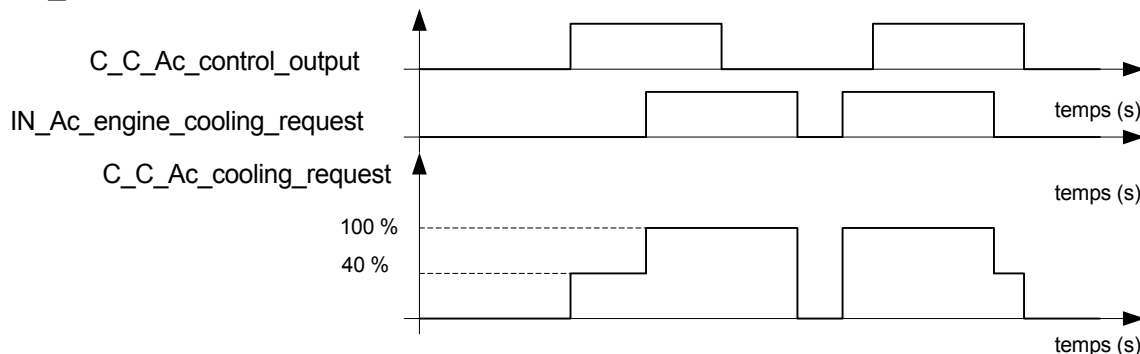 C_C_Ac_control_output
temps (s)
IN_Ac_engine_cooling_request
C_C_Ac_cooling_request
temps (s)
100 %
40 %
temps (s)